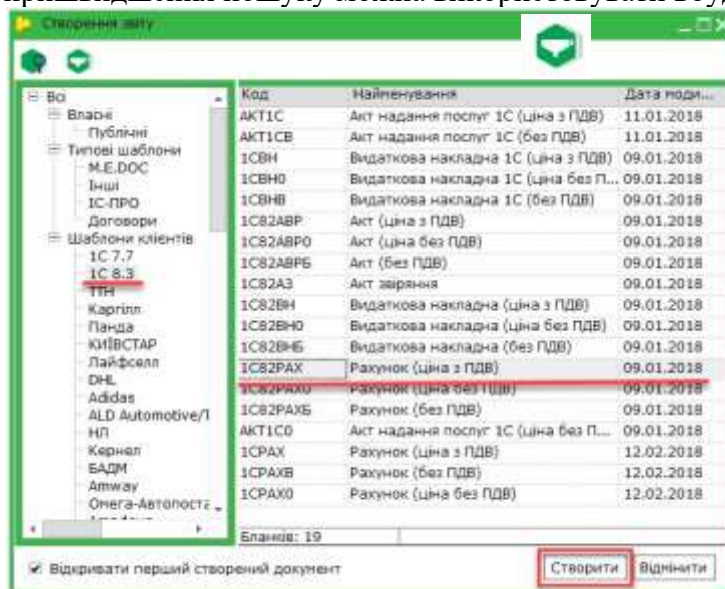 Створення звіту
Всі
Власні
Публічні
Типові шаблони
M.E.DOC
Інші
ІС-ПРО
Договори
Шаблони клієнтів
1С 7.7
1С 8.3
ТТН
Каргілл
Панда
КИЇВСТАР
Лайфселл
DHL
Adidas
ALD Automotive/Г
НП
Кернел
БАДМ
Amway
Омега-Автопоста
Код Найменування Дата моди...
АКТ1С Акт надання послуг 1С (ціна з ПДВ) 11.01.2018
АКТ1СВ Акт надання послуг 1С (без ПДВ) 11.01.2018
1СВН Видаткова накладна 1С (ціна з ПДВ) 09.01.2018
1СВН0 Видаткова накладна 1С (ціна без П... 09.01.2018
1СВНВ Видаткова накладна 1С (без ПДВ) 09.01.2018
1С82АВР Акт (ціна з ПДВ) 09.01.2018
1С82АВР0 Акт (ціна без ПДВ) 09.01.2018
1С82АВРБ Акт (без ПДВ) 09.01.2018
1С82АЗ Акт звіряння 09.01.2018
1С82ВН Видаткова накладна (ціна з ПДВ) 09.01.2018
1С82ВН0 Видаткова накладна (ціна без ПДВ) 09.01.2018
1С82ВНБ Видаткова накладна (без ПДВ) 09.01.2018
1С82РАХ Рахунок (ціна з ПДВ) 09.01.2018
1С82РАХ0 Рахунок (ціна без ПДВ) 09.01.2018
1С82РАХБ Рахунок (без ПДВ) 09.01.2018
АКТ1С0 Акт надання послуг 1С (ціна без П... 09.01.2018
1СРАХ Рахунок (ціна з ПДВ) 12.02.2018
1СРАХВ Рахунок (без ПДВ) 12.02.2018
1СРАХ0 Рахунок (ціна без ПДВ) 12.02.2018
Бланків: 19
Відкривати перший створений документ
Створити Відмінити